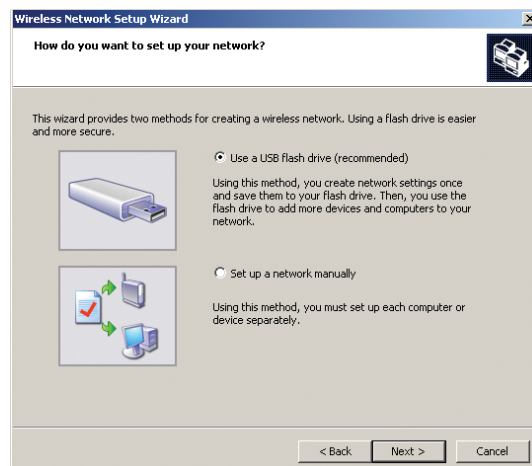 Wireless Network Setup Wizard
How do you want to set up your network?
This wizard provides two methods for creating a wireless network. Using a flash drive is easier
and more secure.
Use a USB flash drive (recommended)
Using this method, you create network settings once
and save them to your flash drive. Then, you use the
flash drive to add more devices and computers to your
network.
Set up a network manually
Using this method, you must set up each computer or
device separately.
< Back
Next >
Cancel